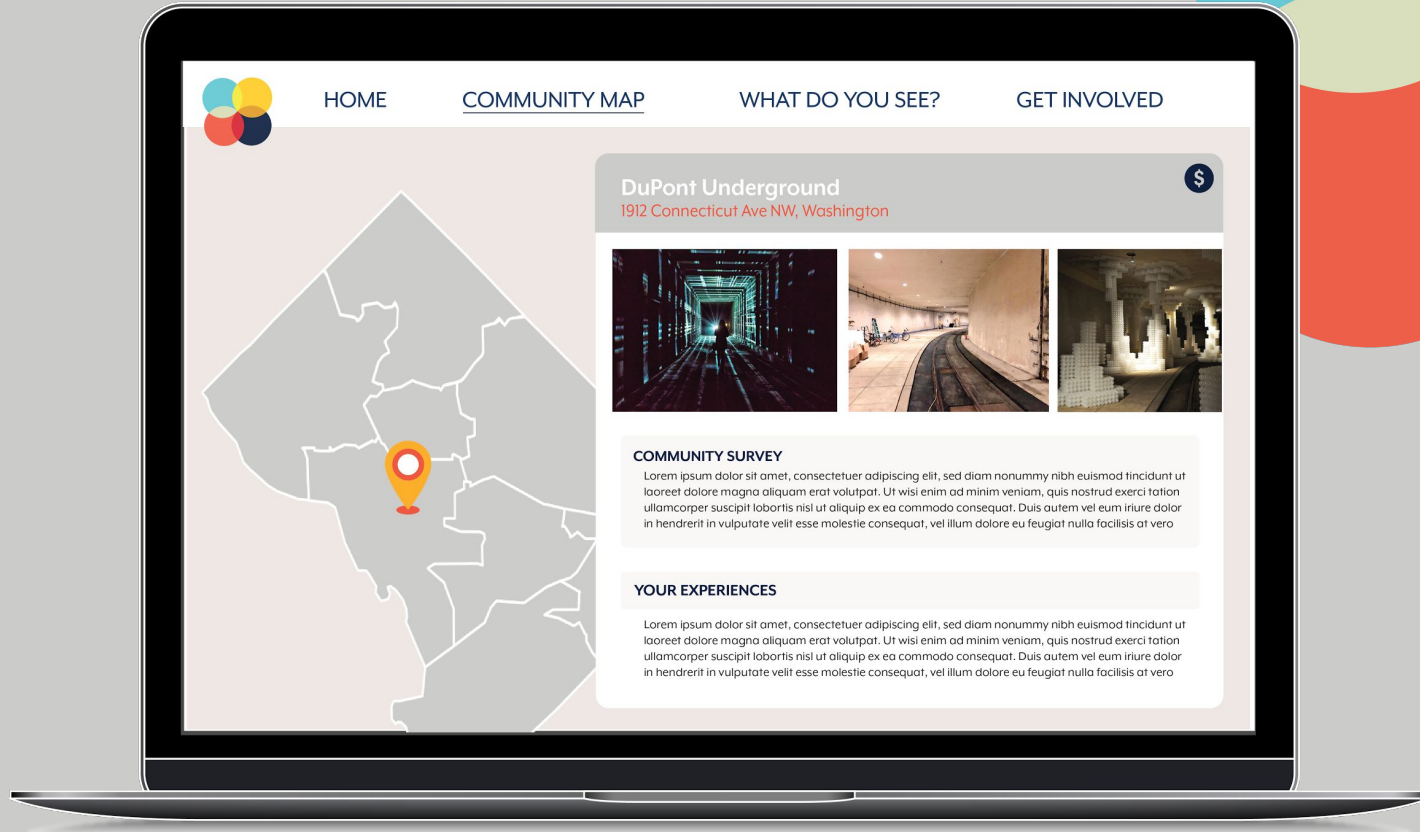 HOME
COMMUNITY MAP
WHAT DO YOU SEE?
GET INVOLVED
DuPont Underground
$
1912 Connecticut Ave NW, Washington
COMMUNITY SURVEY
Lorem ipsum dolor sit amet, consectetuer adipiscing elit, sed diam nonummy nibh euismod tincidunt ut
laoreet dolore magna aliquam erat volutpat. Ut wisi enim ad minim veniam, quis nostrud exerci tation
ullamcorper suscipit lobortis nisl ut aliquip ex ea commodo consequat. Duis autem vel eum iriure dolor
in hendrerit in vulputate velit esse molestie consequat, vel illum dolore eu feugiat nulla facilisis at vero
YOUR EXPERIENCES
Lorem ipsum dolor sit amet, consectetuer adipiscing elit, sed diam nonummy nibh euismod tincidunt ut
laoreet dolore magna aliquam erat volutpat. Ut wisi enim ad minim veniam, quis nostrud exerci tation
ullamcorper suscipit lobortis nisl ut aliquip ex ea commodo consequat. Duis autem vel eum iriure dolor
in hendrerit in vulputate velit esse molestie consequat, vel illum dolore eu feugiat nulla facilisis at vero